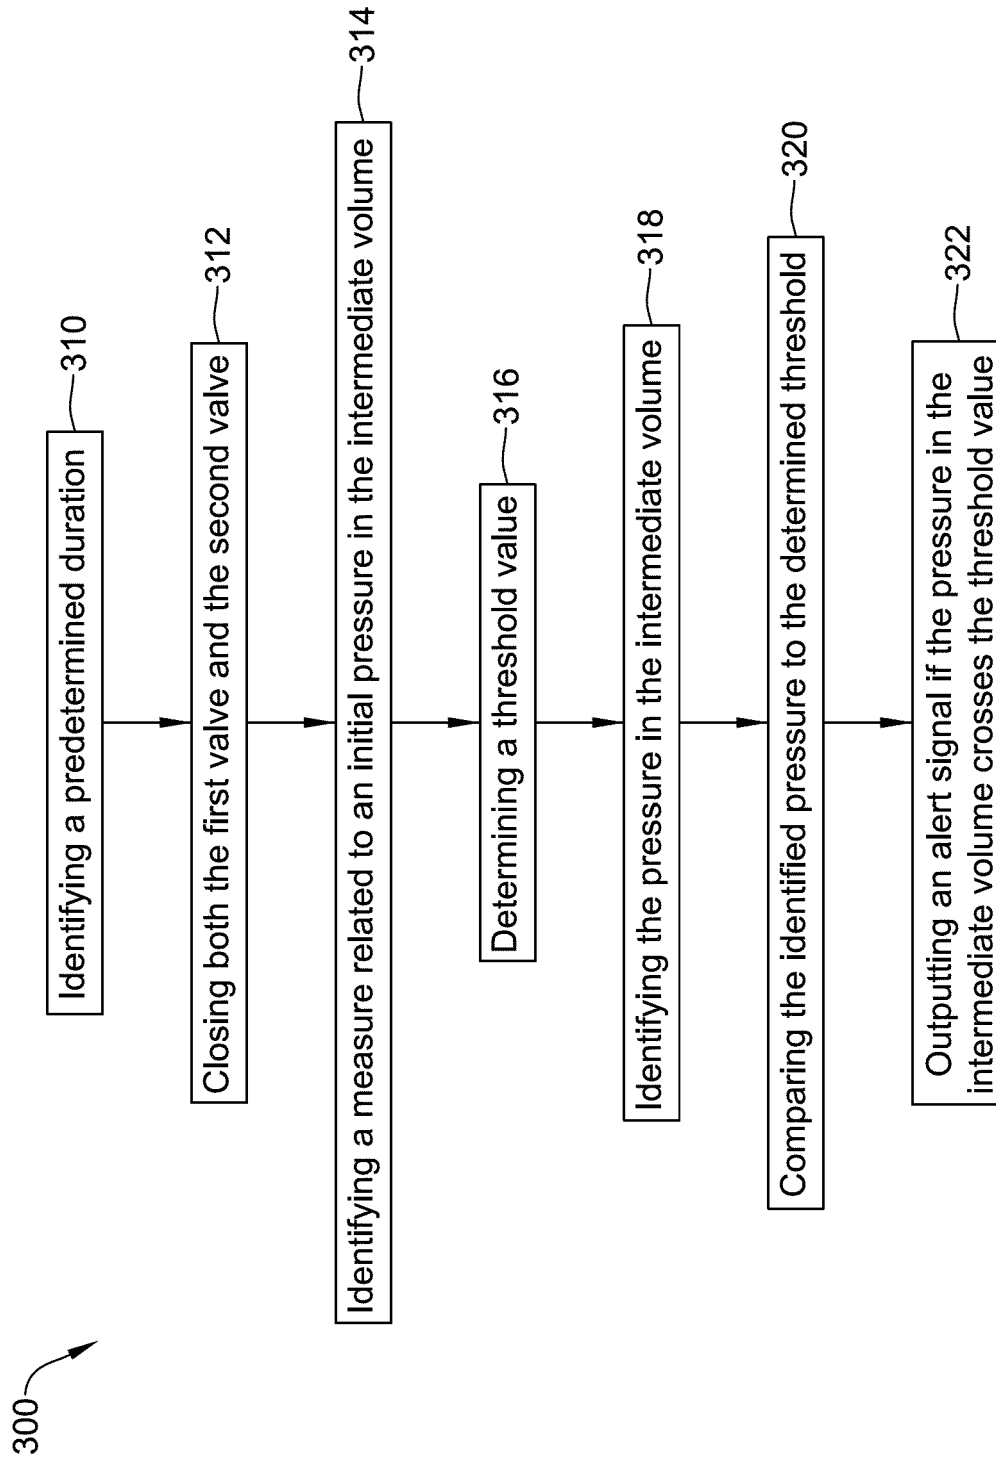 300
Identifying a predetermined duration
310
Closing both the first valve and the second valve
312
Identifying a measure related to an initial pressure in the intermediate volume
314
Determining a threshold value
316
Identifying the pressure in the intermediate volume
318
Comparing the identified pressure to the determined threshold
320
Outputting an alert signal if the pressure in the
intermediate volume crosses the threshold value
322